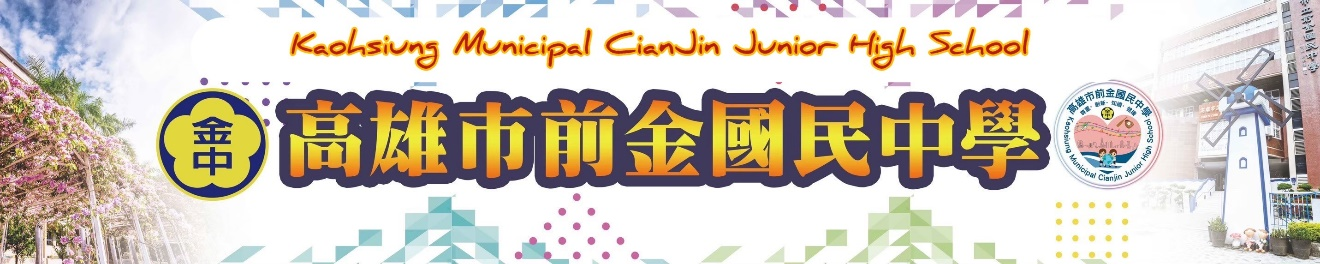 Kaohsiung Municipal CianJin Junior High School
金中
高雄市前金國民中學
高雄市前金國民中學
Kaohsiung Municipal CianJin Junior High School